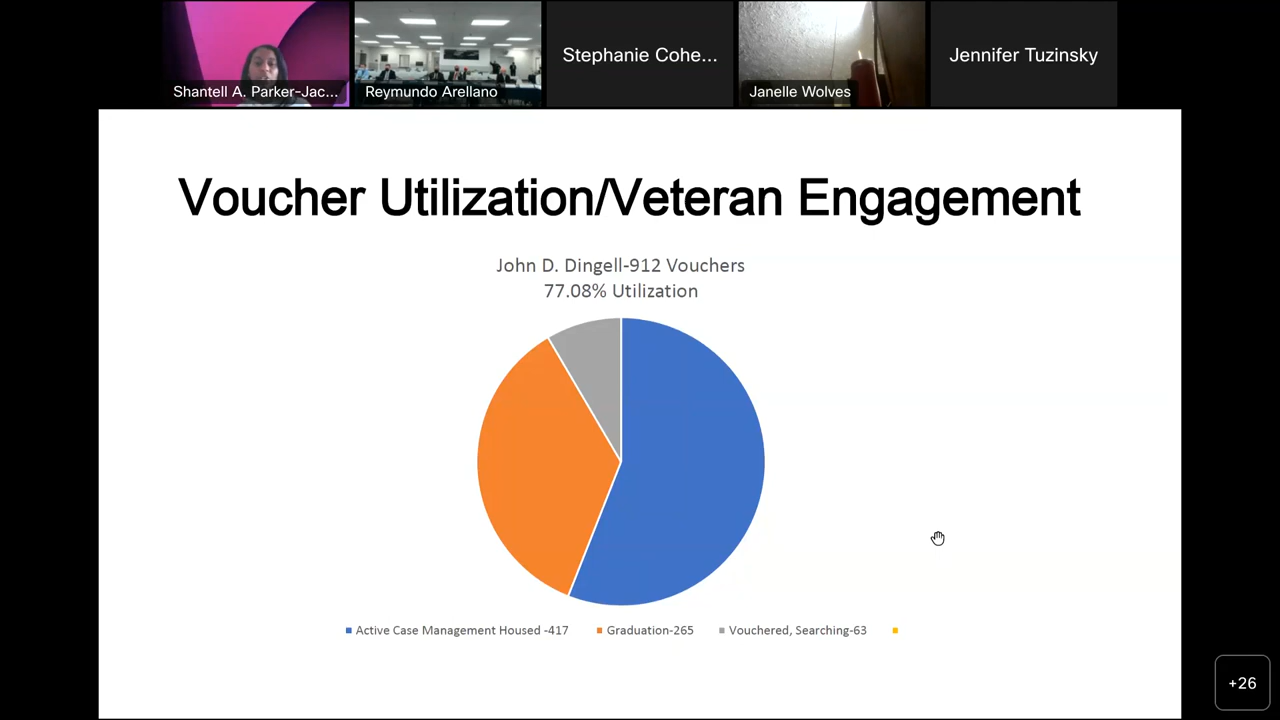 Shantell A. Parker-Jac...
Reymundo Arellano
Stephanie Cohe...
Janelle Wolves
Jennifer Tuzinsky
Voucher Utilization/Veteran Engagement
John D. Dingell-912 Vouchers
77.08% Utilization
Active Case Management Housed -417
Graduation-265
Vouchered, Searching-63
+26